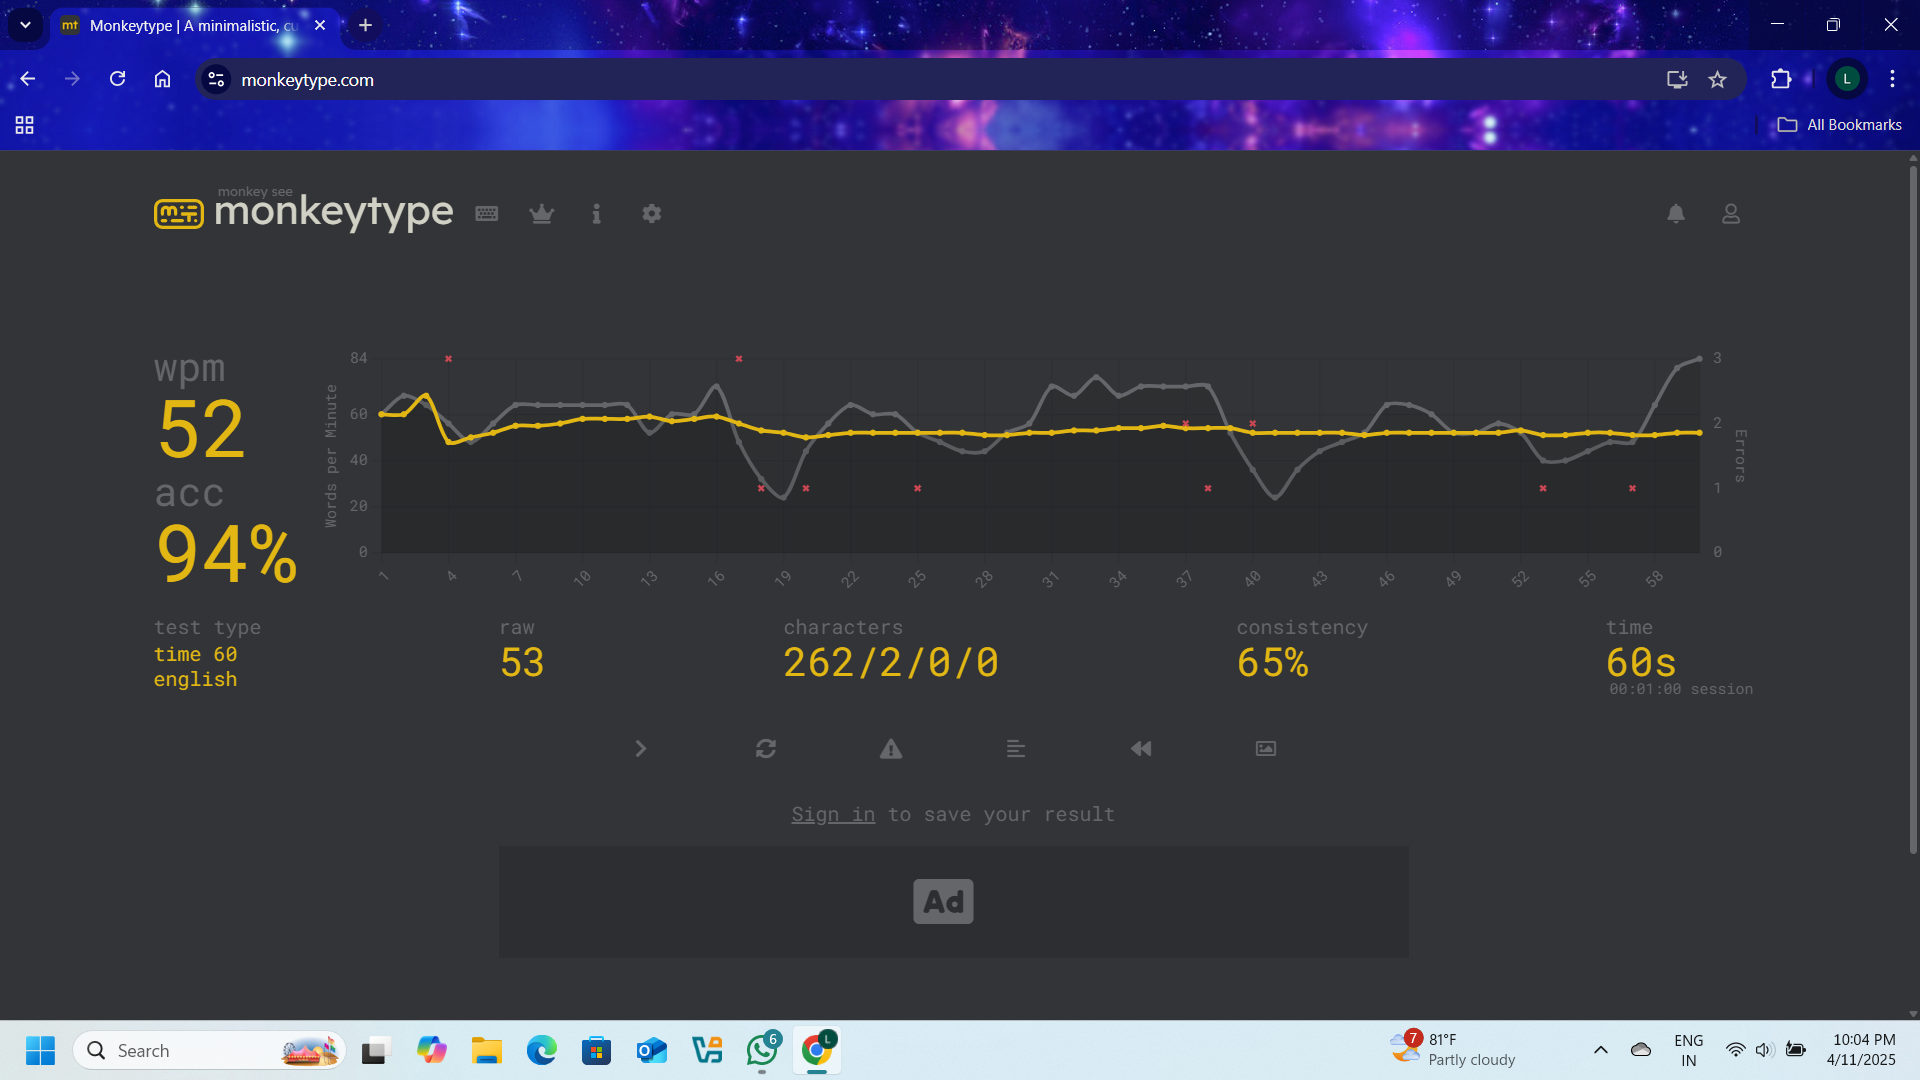 mt Monkeytype | A minimalistic, cu
monkeytype.com
L
All Bookmarks
monkey see
monkeytype
wpm
52
acc
94%
Words per Minute
84
60
40
20
0
3
2
1
0
Errors
1 4 7 10 13 16 19 22 25 28 31 34 37 40 43 46 49 52 55 58
test type
time 60
english
raw
53
characters
262/2/0/0
consistency
65%
time
60s
00:01:00 session
Sign in to save your result
Ad
Search
6
L
7
81°F
Partly cloudy
ENG
IN
10:04 PM
4/11/2025